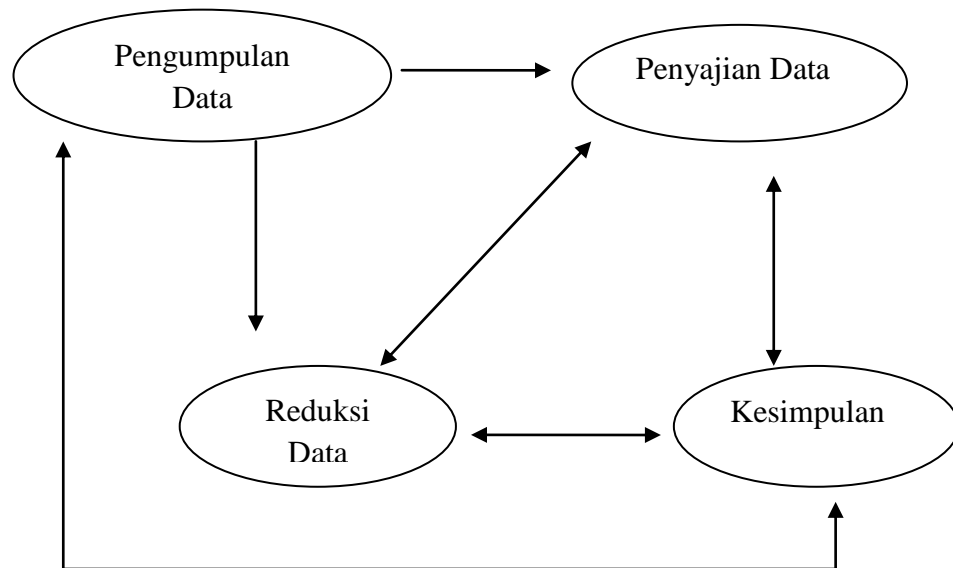 Pengumpulan
Data
Penyajian Data
Reduksi
Data
Kesimpulan